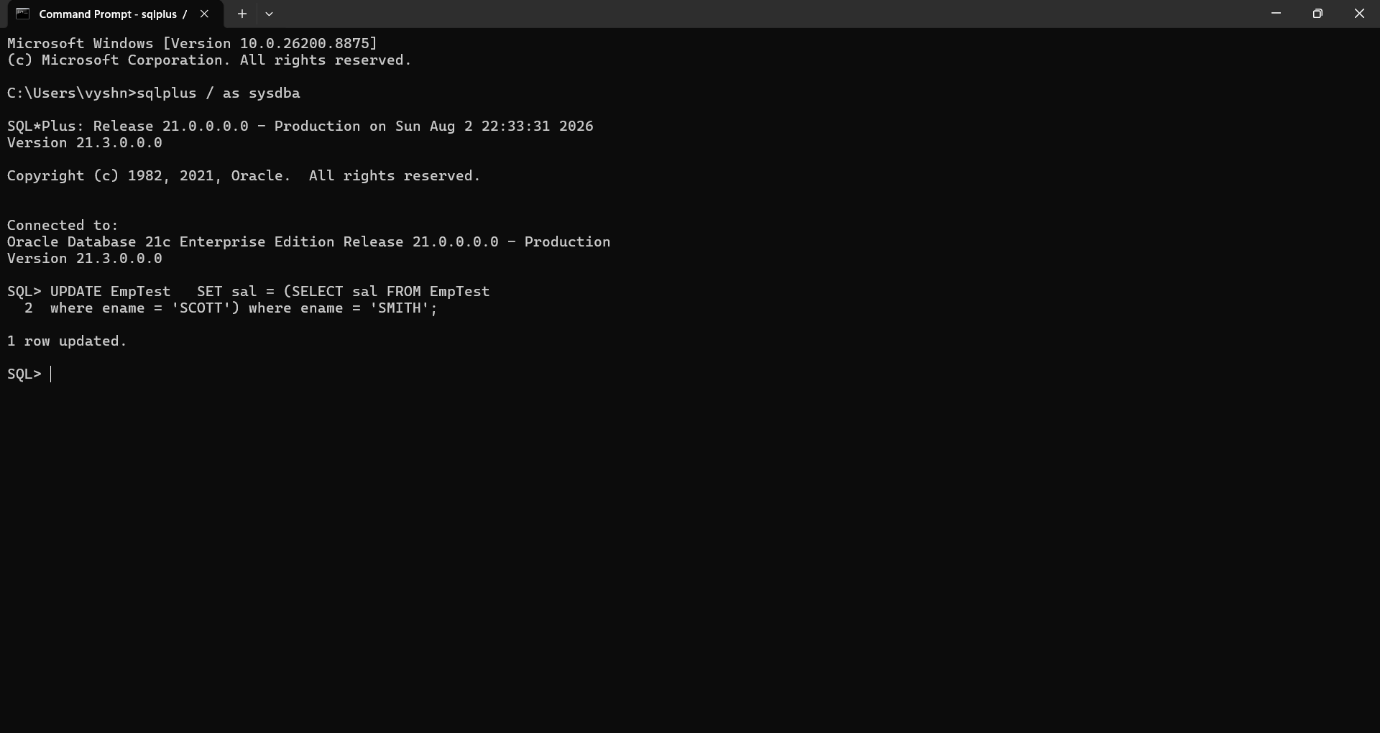 Command Prompt - sqlplus /
Microsoft Windows [Version 10.0.26200.8875]
(c) Microsoft Corporation. All rights reserved.
C:\Users\vyshn>sqlplus / as sysdba
SQL*Plus: Release 21.0.0.0.0 - Production on Sun Aug 2 22:33:31 2026
Version 21.3.0.0.0
Copyright (c) 1982, 2021, Oracle.  All rights reserved.
Connected to:
Oracle Database 21c Enterprise Edition Release 21.0.0.0.0 - Production
Version 21.3.0.0.0
SQL> UPDATE EmpTest   SET sal = (SELECT sal FROM EmpTest
  2  where ename = 'SCOTT') where ename = 'SMITH';
1 row updated.
SQL>